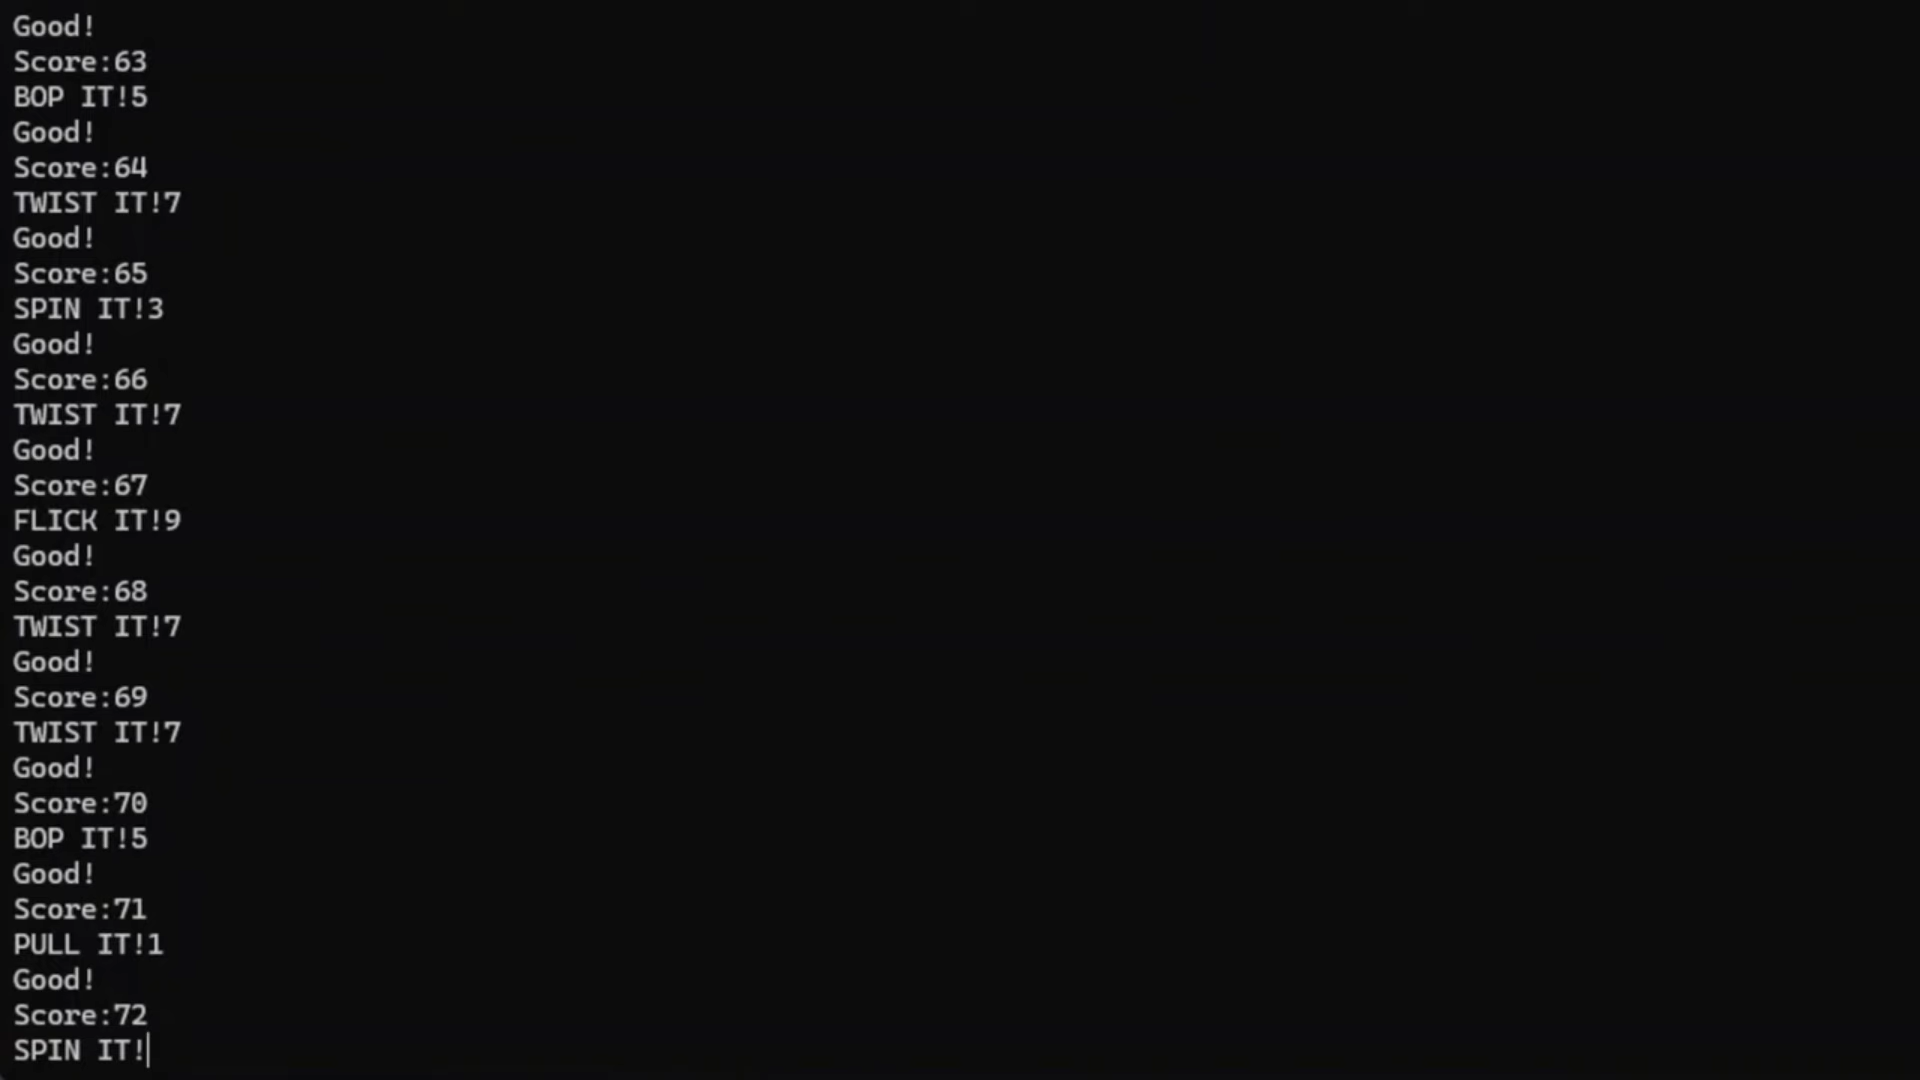 Good!
Score:63
BOP IT!5
Good!
Score:64
TWIST IT!7
Good!
Score:65
SPIN IT!3
Good!
Score:66
TWIST IT!7
Good!
Score:67
FLICK IT!9
Good!
Score:68
TWIST IT!7
Good!
Score:69
TWIST IT!7
Good!
Score:70
BOP IT!5
Good!
Score:71
PULL IT!1
Good!
Score:72
SPIN IT!